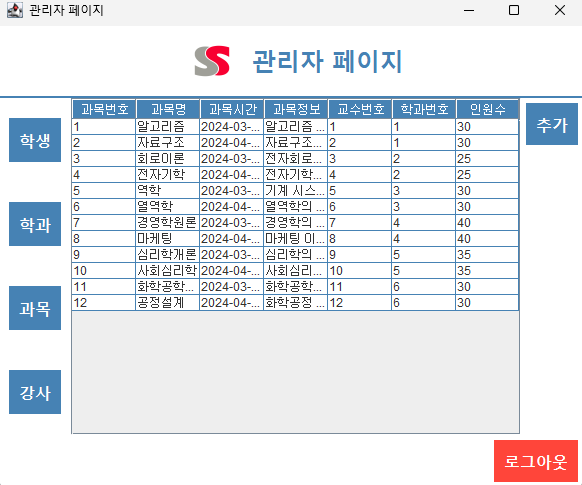 관리자 페이지
관리자 페이지
과목번호 과목명 과목시간 과목정보 교수번호 학과번호 인원수
1 알고리즘 2024-03-... 알고리즘 ... 1 1 30
2 자료구조 2024-04-... 자료구조... 2 1 30
3 회로이론 2024-03-... 전자회로... 3 2 25
4 전자기학 2024-04-... 전자기학... 4 2 25
5 역학 2024-03-... 기계 시스... 5 3 30
6 열역학 2024-04-... 열역학의 ... 6 3 30
7 경영학원론 2024-03-... 경영학의 ... 7 4 40
8 마케팅 2024-04-... 마케팅 이... 8 4 40
9 심리학개론 2024-03-... 심리학의 ... 9 5 35
10 사회심리학 2024-04-... 사회심리... 10 5 35
11 화학공학... 2024-03-... 화학공학... 11 6 30
12 공정설계 2024-04-... 화학공정 ... 12 6 30
학생
학과
과목
강사
추가
로그아웃